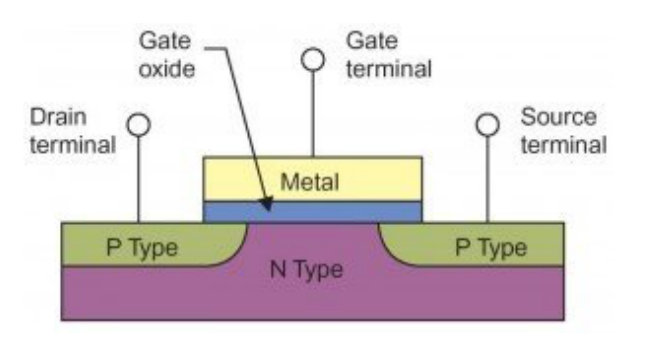 Gate
oxide
Gate
terminal
Drain
terminal
Source
terminal
Metal
P Type
N Type
P Type